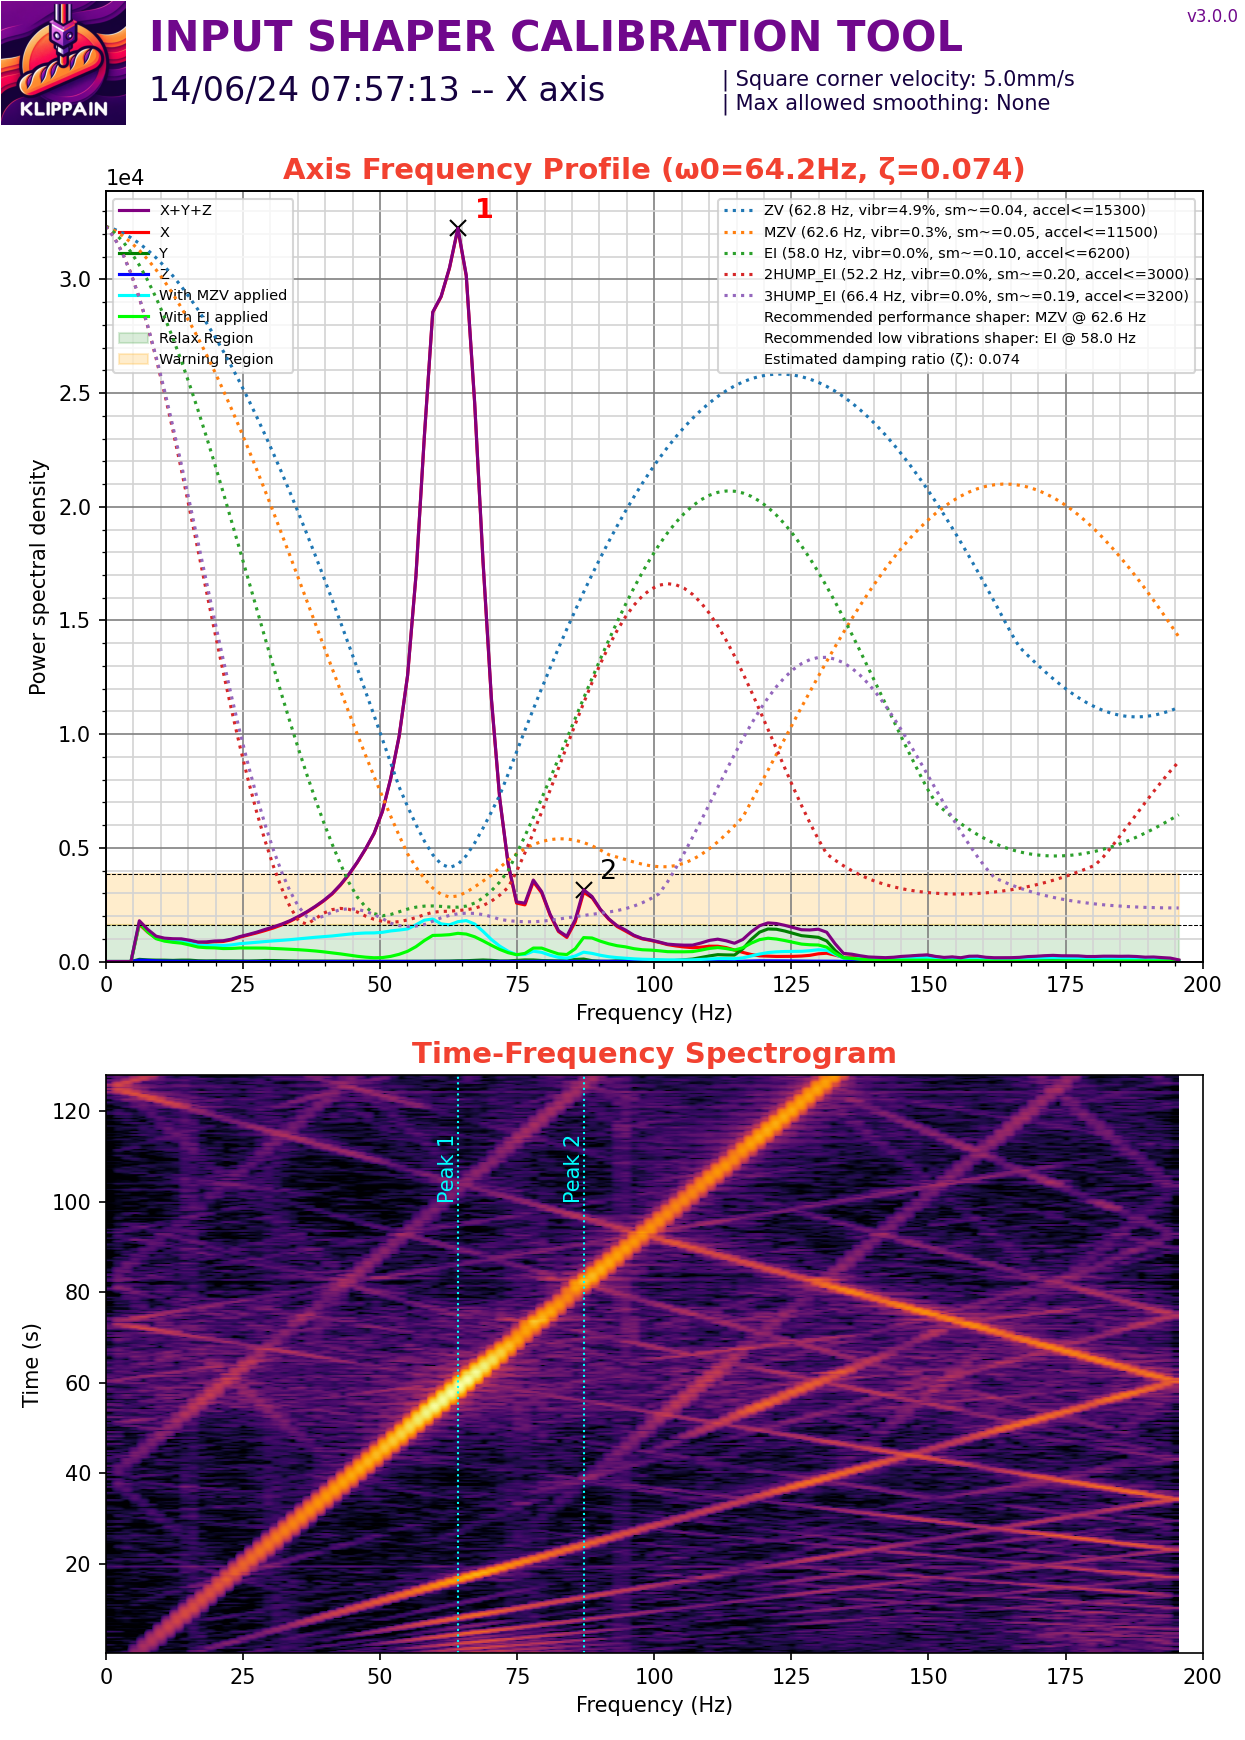 INPUT SHAPER CALIBRATION TOOL
v3.0.0
KLIPPAIN
14/06/24 07:57:13 -- X axis
| Square corner velocity: 5.0mm/s
| Max allowed smoothing: None
Axis Frequency Profile (ω0=64.2Hz, ζ=0.074)
1e4
X+Y+Z
X
Y
Z
With MZV applied
With EI applied
Relax Region
Warning Region
1
2
ZV (62.8 Hz, vibr=4.9%, sm~=0.04, accel<=15300)
MZV (62.6 Hz, vibr=0.3%, sm~=0.05, accel<=11500)
EI (58.0 Hz, vibr=0.0%, sm~=0.10, accel<=6200)
2HUMP_EI (52.2 Hz, vibr=0.0%, sm~=0.20, accel<=3000)
3HUMP_EI (66.4 Hz, vibr=0.0%, sm~=0.19, accel<=3200)
Recommended performance shaper: MZV @ 62.6 Hz
Recommended low vibrations shaper: EI @ 58.0 Hz
Estimated damping ratio (ζ): 0.074
Power spectral density
3.0
2.5
2.0
1.5
1.0
0.5
0.0
0 25 50 75 100 125 150 175 200
Frequency (Hz)
Time-Frequency Spectrogram
Time (s)
120
100
80
60
40
20
Peak 1
Peak 2
0 25 50 75 100 125 150 175 200
Frequency (Hz)